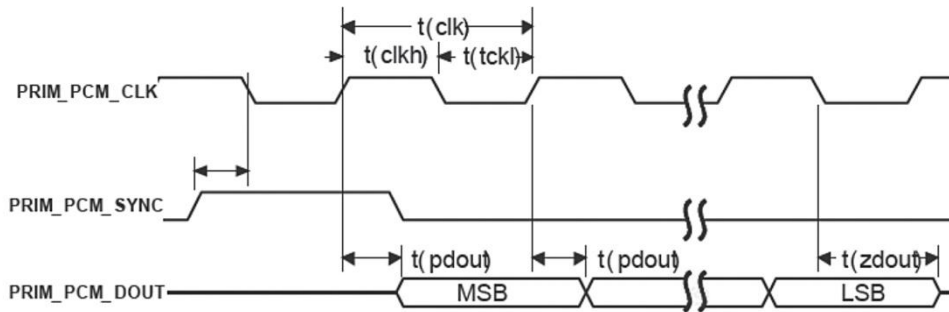 t(clk)
t(clkh) t(tckl)
PRIM_PCM_CLK
PRIM_PCM_SYNC
t(pdout) t(pdout) t(zdout)
PRIM_PCM_DOUT MSB LSB